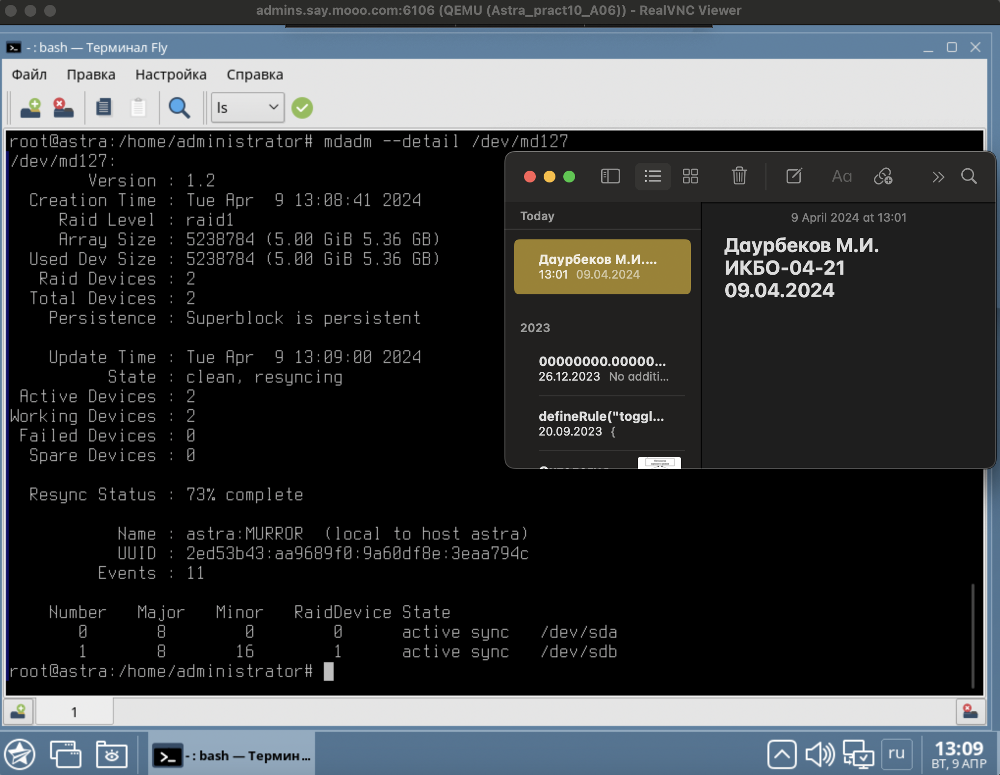 admins.say.mooo.com:6106 (QEMU (Astra_pract10_A06)) - RealVNC Viewer
- : bash — Терминал Fly
Файл Правка Настройка Справка
ls
root@astra:/home/administrator# mdadm --detail /dev/md127
/dev/md127:
Version : 1.2
Creation Time : Tue Apr  9 13:08:41 2024
Raid Level : raid1
Array Size : 5238784 (5.00 GiB 5.36 GB)
Used Dev Size : 5238784 (5.00 GiB 5.36 GB)
Raid Devices : 2
Total Devices : 2
Persistence : Superblock is persistent
Update Time : Tue Apr  9 13:09:00 2024
State : clean, resyncing
Active Devices : 2
Working Devices : 2
Failed Devices : 0
Spare Devices : 0
Resync Status : 73% complete
Name : astra:MURROR  (local to host astra)
UUID : 2ed53b43:aa9689f0:9a60df8e:3eaa794c
Events : 11
Number Major Minor RaidDevice State
0 8 0 0 active sync /dev/sda
1 8 16 1 active sync /dev/sdb
root@astra:/home/administrator#
Aa
Today
Даурбеков М.И....
13:01 09.04.2024
2023
00000000.00000...
26.12.2023 No additi...
defineRule("toggl...
20.09.2023 {
9 April 2024 at 13:01
Даурбеков М.И.
ИКБО-04-21
09.04.2024
1
- : bash — Термин...
ru
13:09
ВТ, 9 АПР